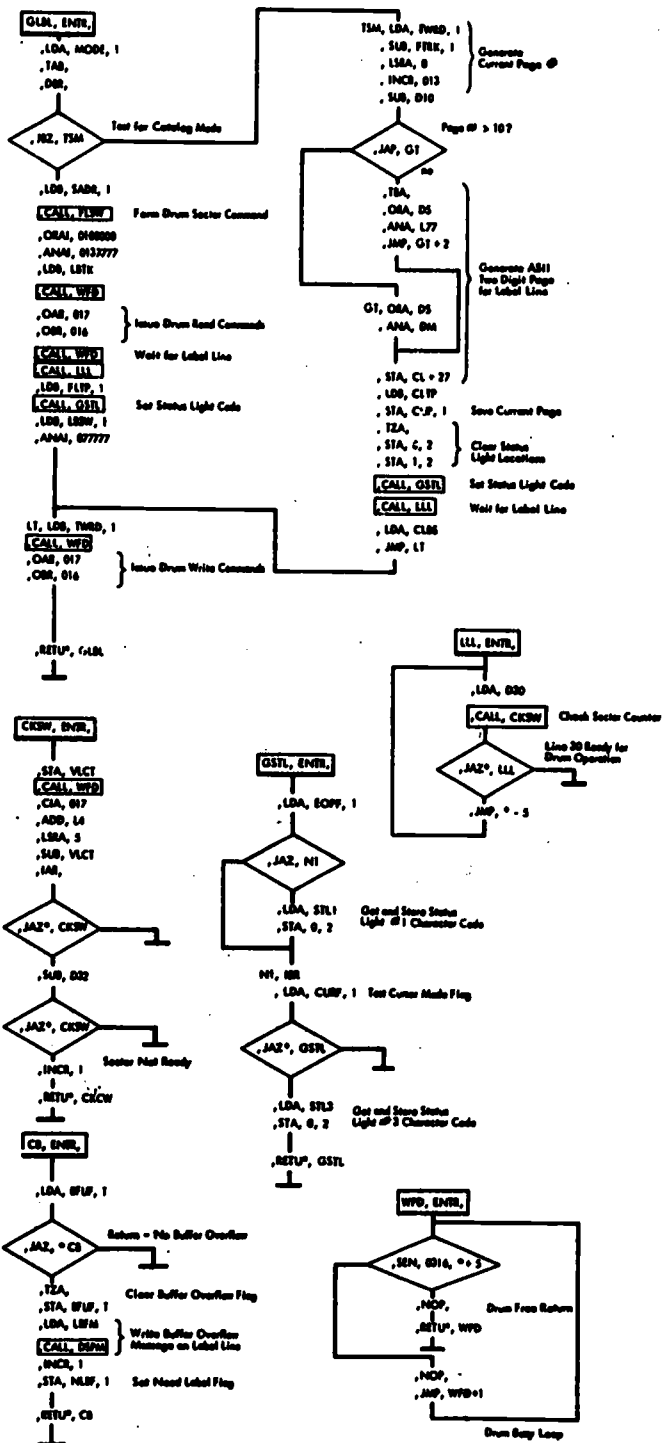 GLBL, ENTR,
,LDA, MODE, 1
,TAB,
,DBR,
,JBZ, TSM
Test for Catalog Mode
,LDB, SADR, 1
,CALL, FLSW
Form Drum Sector Command
,ORAI, 0100000
,ANAI, 0133777
,LDB, LBTK
,CALL, WFD
,OAR, 017
,OBR, 016
Issue Drum Read Commands
,CALL, WFD
Wait for Label Line
,CALL, LLL
,LDB, FLTP, 1
,CALL, GSTL
Set Status Light Code
,LDB, LBSW, 1
,ANAI, 077777
LT, LDB, TWRD, 1
,CALL, WFD
,OAR, 017
,OBR, 016
Issue Drum Write Commands
,RETU*, GLBL
TSM, LDA, TWRD, 1
, SUB, FTRK, 1
, LSRA, 8
, INCR, 013
, SUB, D10
Generate
Current Page #
Page # > 10?
,JAP, GT
no
,TBA,
,ORA, DS
,ANA, L77
,JMP, GT + 2
Generate ASII
Two Digit Page
for Label Line
GT, ORA, DS
, ANA, DM
, STA, CL + 27
, LDB, CLTP
, STA, CUP, 1
Save Current Page
, TZA,
, STA, 0, 2
, STA, 1, 2
Clear Status
Light Locations
,CALL, GSTL
Set Status Light Code
,CALL, LLL
Wait for Label Line
, LDA, CLBS
, JMP, LT
LLL, ENTR,
,LDA, D30
,CALL, CKSW
Check Sector Counter
Line 30 Ready for
Drum Operation
,JAZ*, LLL
,JMP, * - 5
CKSW, ENTR,
,STA, VLCT
,CALL, WFD
,CIA, 017
,ADD, L4
,LSRA, 5
,SUB, VLCT
,IAR,
,JAZ*, CKSW
,SUB, D32
,JAZ*, CKSW
Sector Not Ready
,INCR, 1
,RETU*, CKCW
GSTL, ENTR,
,LDA, EOPF, 1
,JAZ, N1
,LDA, STL1
,STA, 0, 2
Get and Store Status
Light #1 Character Code
N1, IBR
, LDA, CURF, 1
Test Cursor Mode Flag
,JAZ*, GSTL
,LDA, STL3
,STA, 0, 2
Get and Store Status
Light #3 Character Code
,RETU*, GSTL
CB, ENTR,
,LDA, BFUF, 1
Return - No Buffer Overflow
,JAZ, * CB
,TZA,
Clear Buffer Overflow Flag
,STA, BFUF, 1
,LDA, LBFM
,CALL, DSPM
Write Buffer Overflow
Message on Label Line
,INCR, 1
,STA, NLBF, 1
Set Need Label Flag
,RETU*, CB
WFD, ENTR,
,SEN, 0316, *+ 5
,NOP,
Drum Free Return
,RETU*, WFD
,NOP,
,JMP, WFD+1
Drum Busy Loop